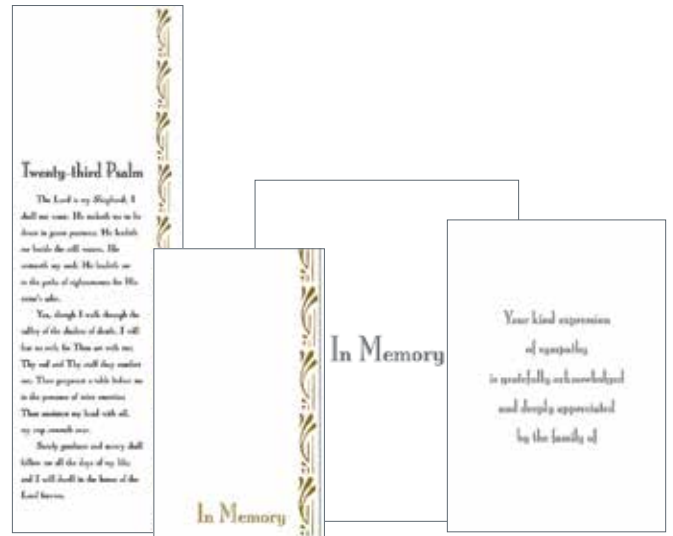 Twenty-third Psalm
The Lord is my Shepherd; I
shall not want. He maketh me to lie
down in green pastures: He leadeth
me beside the still waters. He
restoreth my soul: He leadeth me
in the paths of righteousness for His
name's sake.
Yea, though I walk through the
valley of the shadow of death, I will
fear no evil; for Thou art with me;
Thy rod and Thy staff they comfort
me. Thou preparest a table before me
in the presence of mine enemies:
Thou anointest my head with oil;
my cup runneth over.
Surely goodness and mercy shall
follow me all the days of my life:
and I will dwell in the house of the
Lord forever.
In Memory
In Memory
Your kind expression
of sympathy
is gratefully acknowledged
and deeply appreciated
by the family of